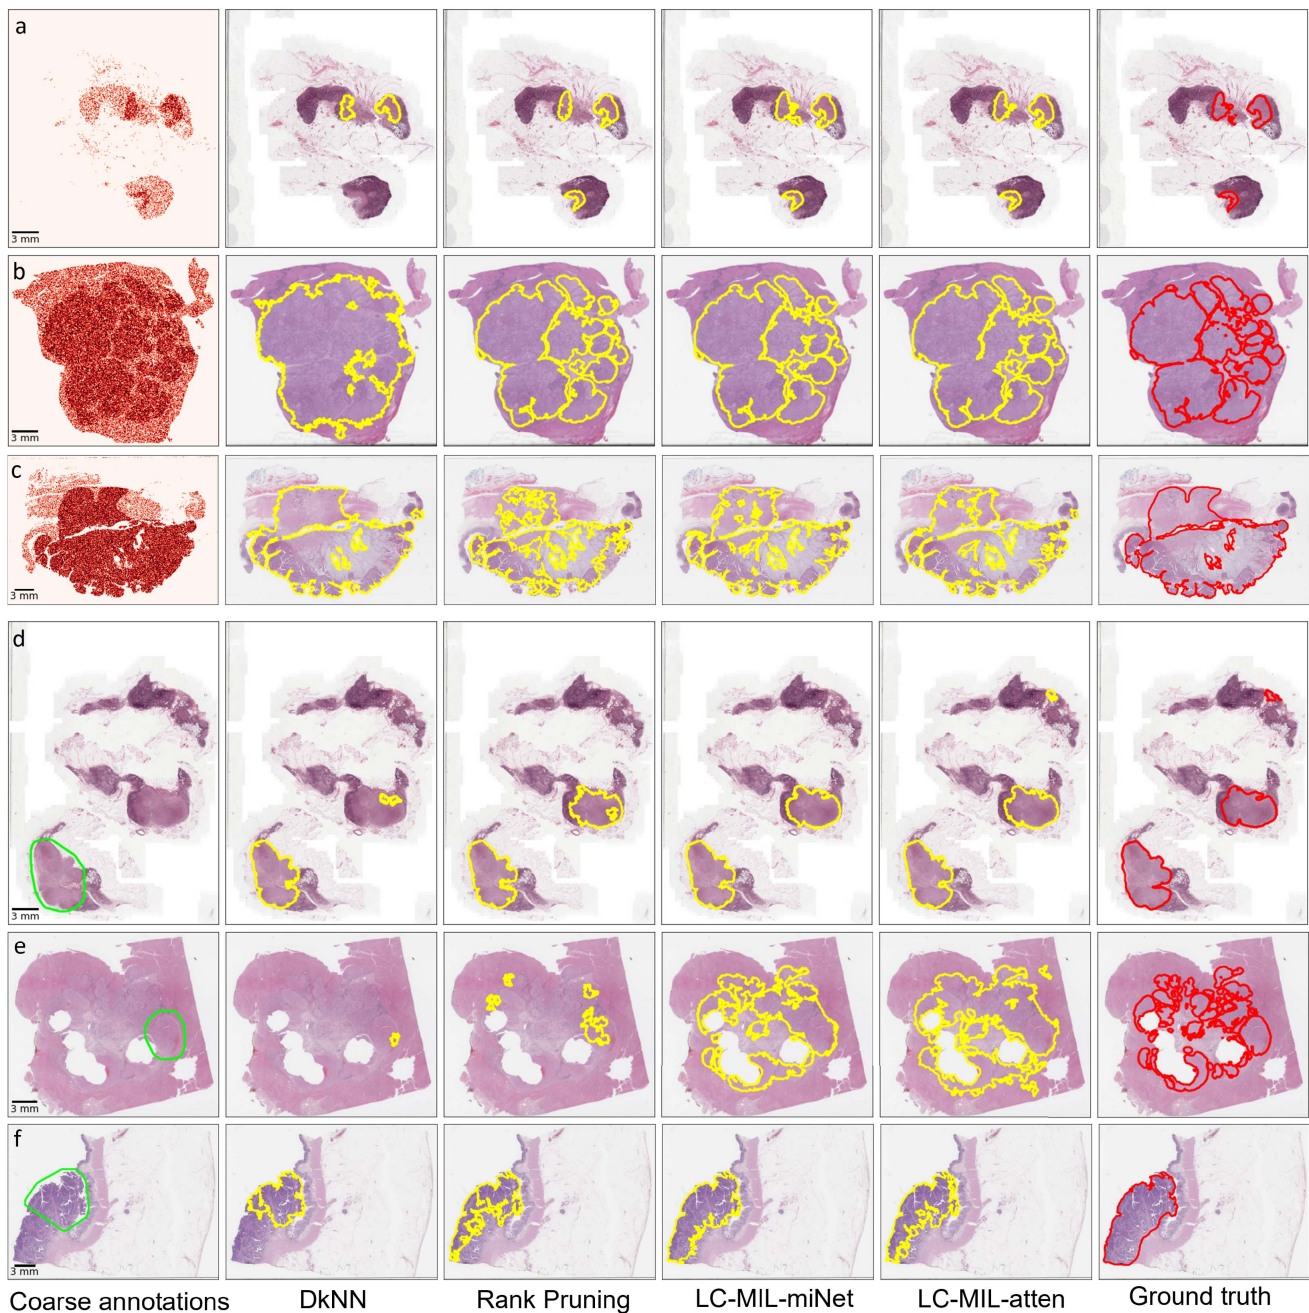 a
3 mm
b
3 mm
c
3 mm
d
3 mm
e
3 mm
f
3 mm
Coarse annotations DkNN Rank Pruning LC-MIL-miNet LC-MIL-atten Ground truth